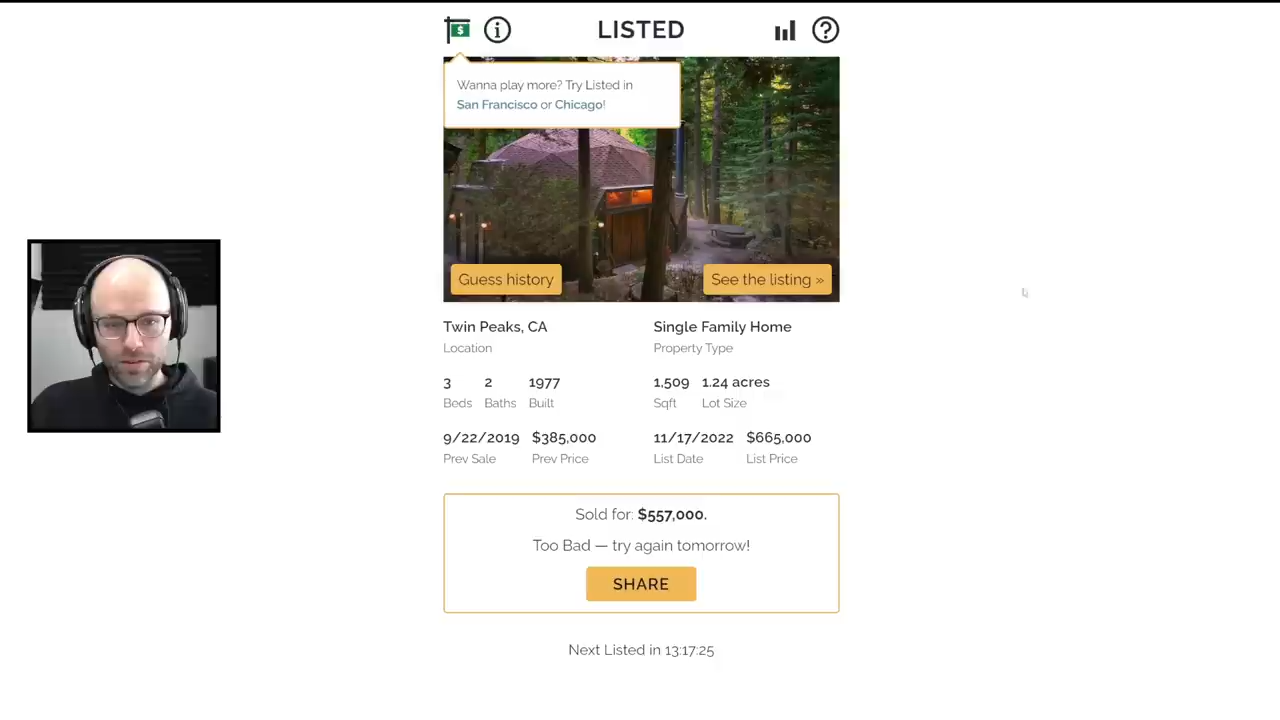 LISTED
Wanna play more? Try Listed in
San Francisco or Chicago!
Guess history
See the listing »
Twin Peaks, CA
Location
Single Family Home
Property Type
3 2 1977
Beds Baths Built
1,509 1.24 acres
Sqft Lot Size
9/22/2019 $385,000
Prev Sale Prev Price
11/17/2022 $665,000
List Date List Price
Sold for: $557,000.
Too Bad — try again tomorrow!
SHARE
Next Listed in 13:17:25